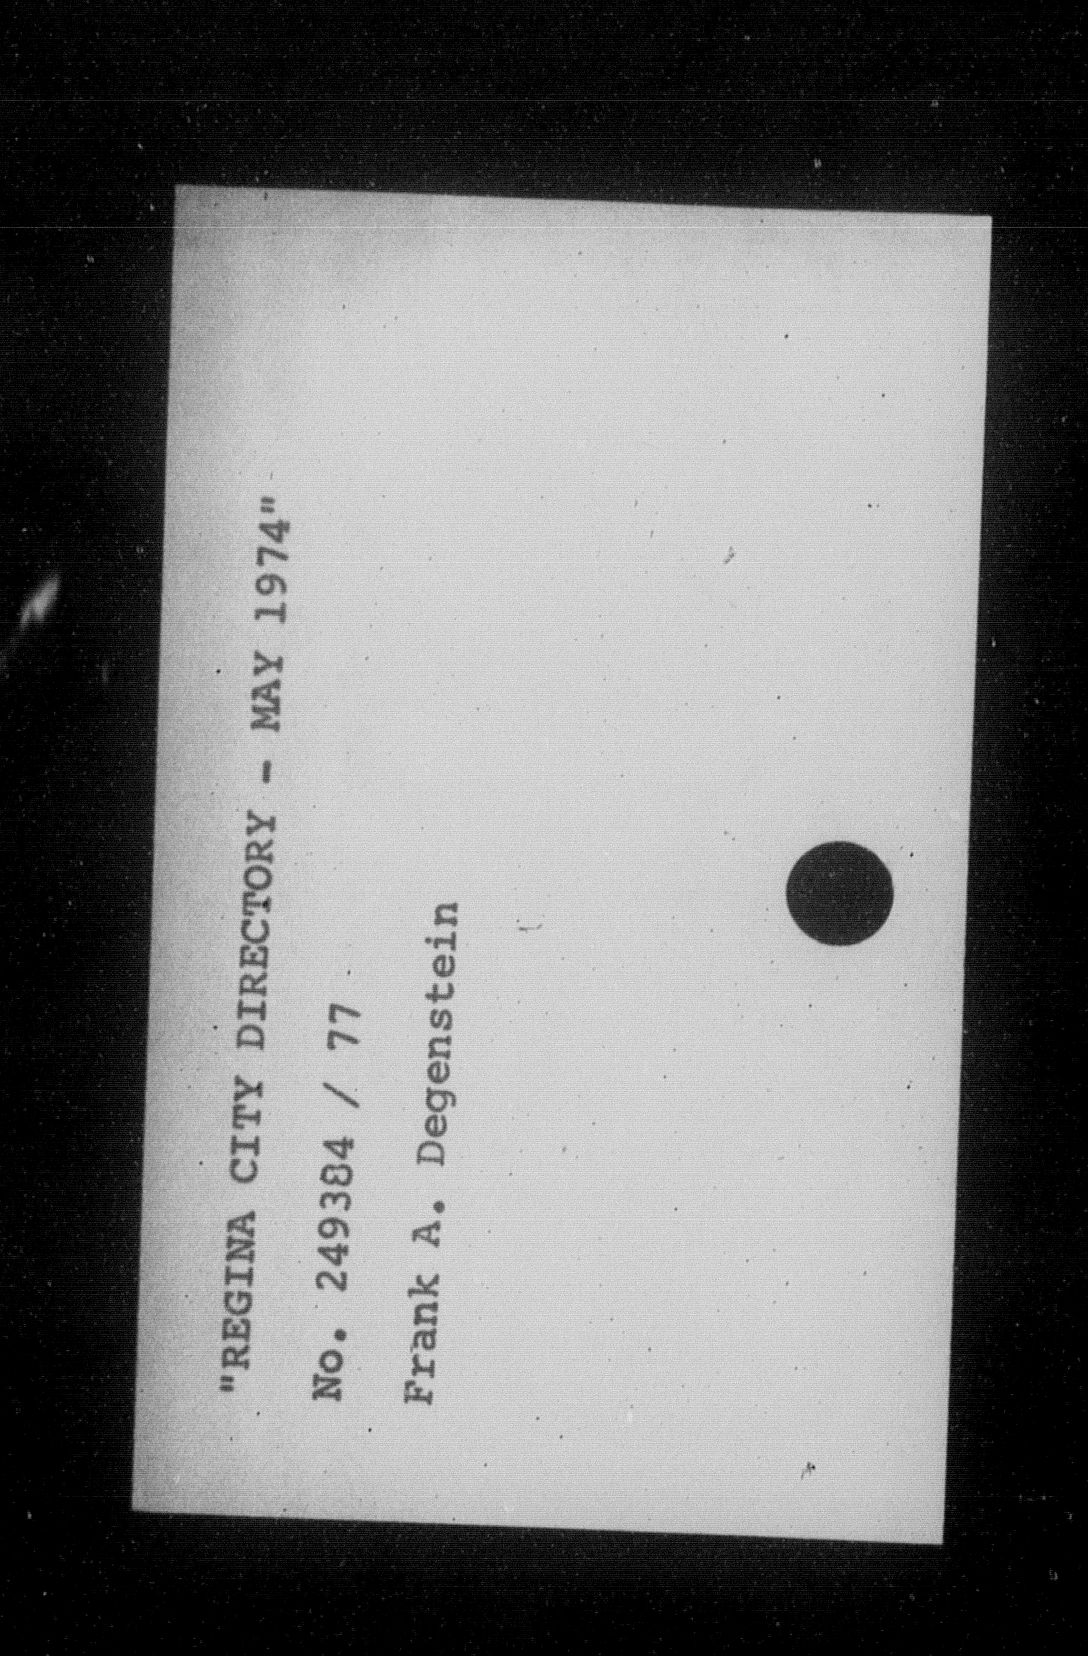 "REGINA CITY DIRECTORY - MAY 1974"
No. 249384 / 77
Frank A. Degenstein